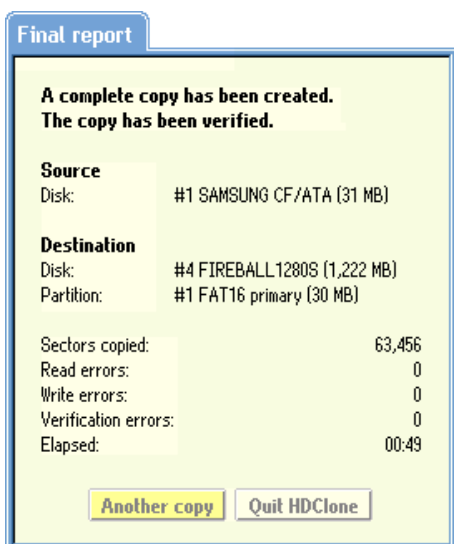 Final report
A complete copy has been created.
The copy has been verified.
Source
Disk: #1 SAMSUNG CF/ATA (31 MB)
Destination
Disk: #4 FIREBALL1280S (1,222 MB)
Partition: #1 FAT16 primary (30 MB)
Sectors copied: 63,456
Read errors: 0
Write errors: 0
Verification errors: 0
Elapsed: 00:49
Another copy Quit HDClone